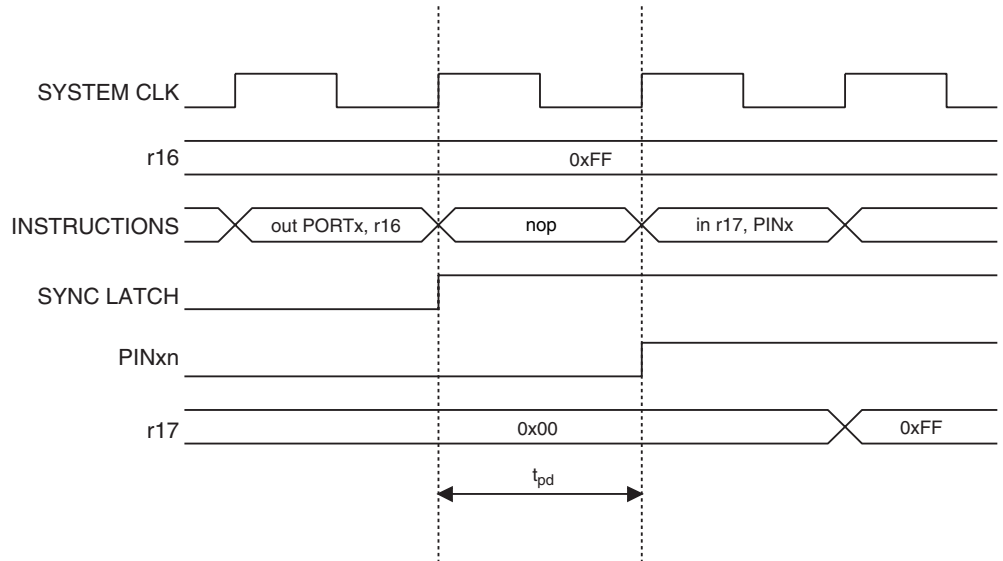 SYSTEM CLK
r16
0xFF
INSTRUCTIONS
out PORTx, r16
nop
in r17, PINx
SYNC LATCH
PINxn
r17
0x00
0xFF
tpd